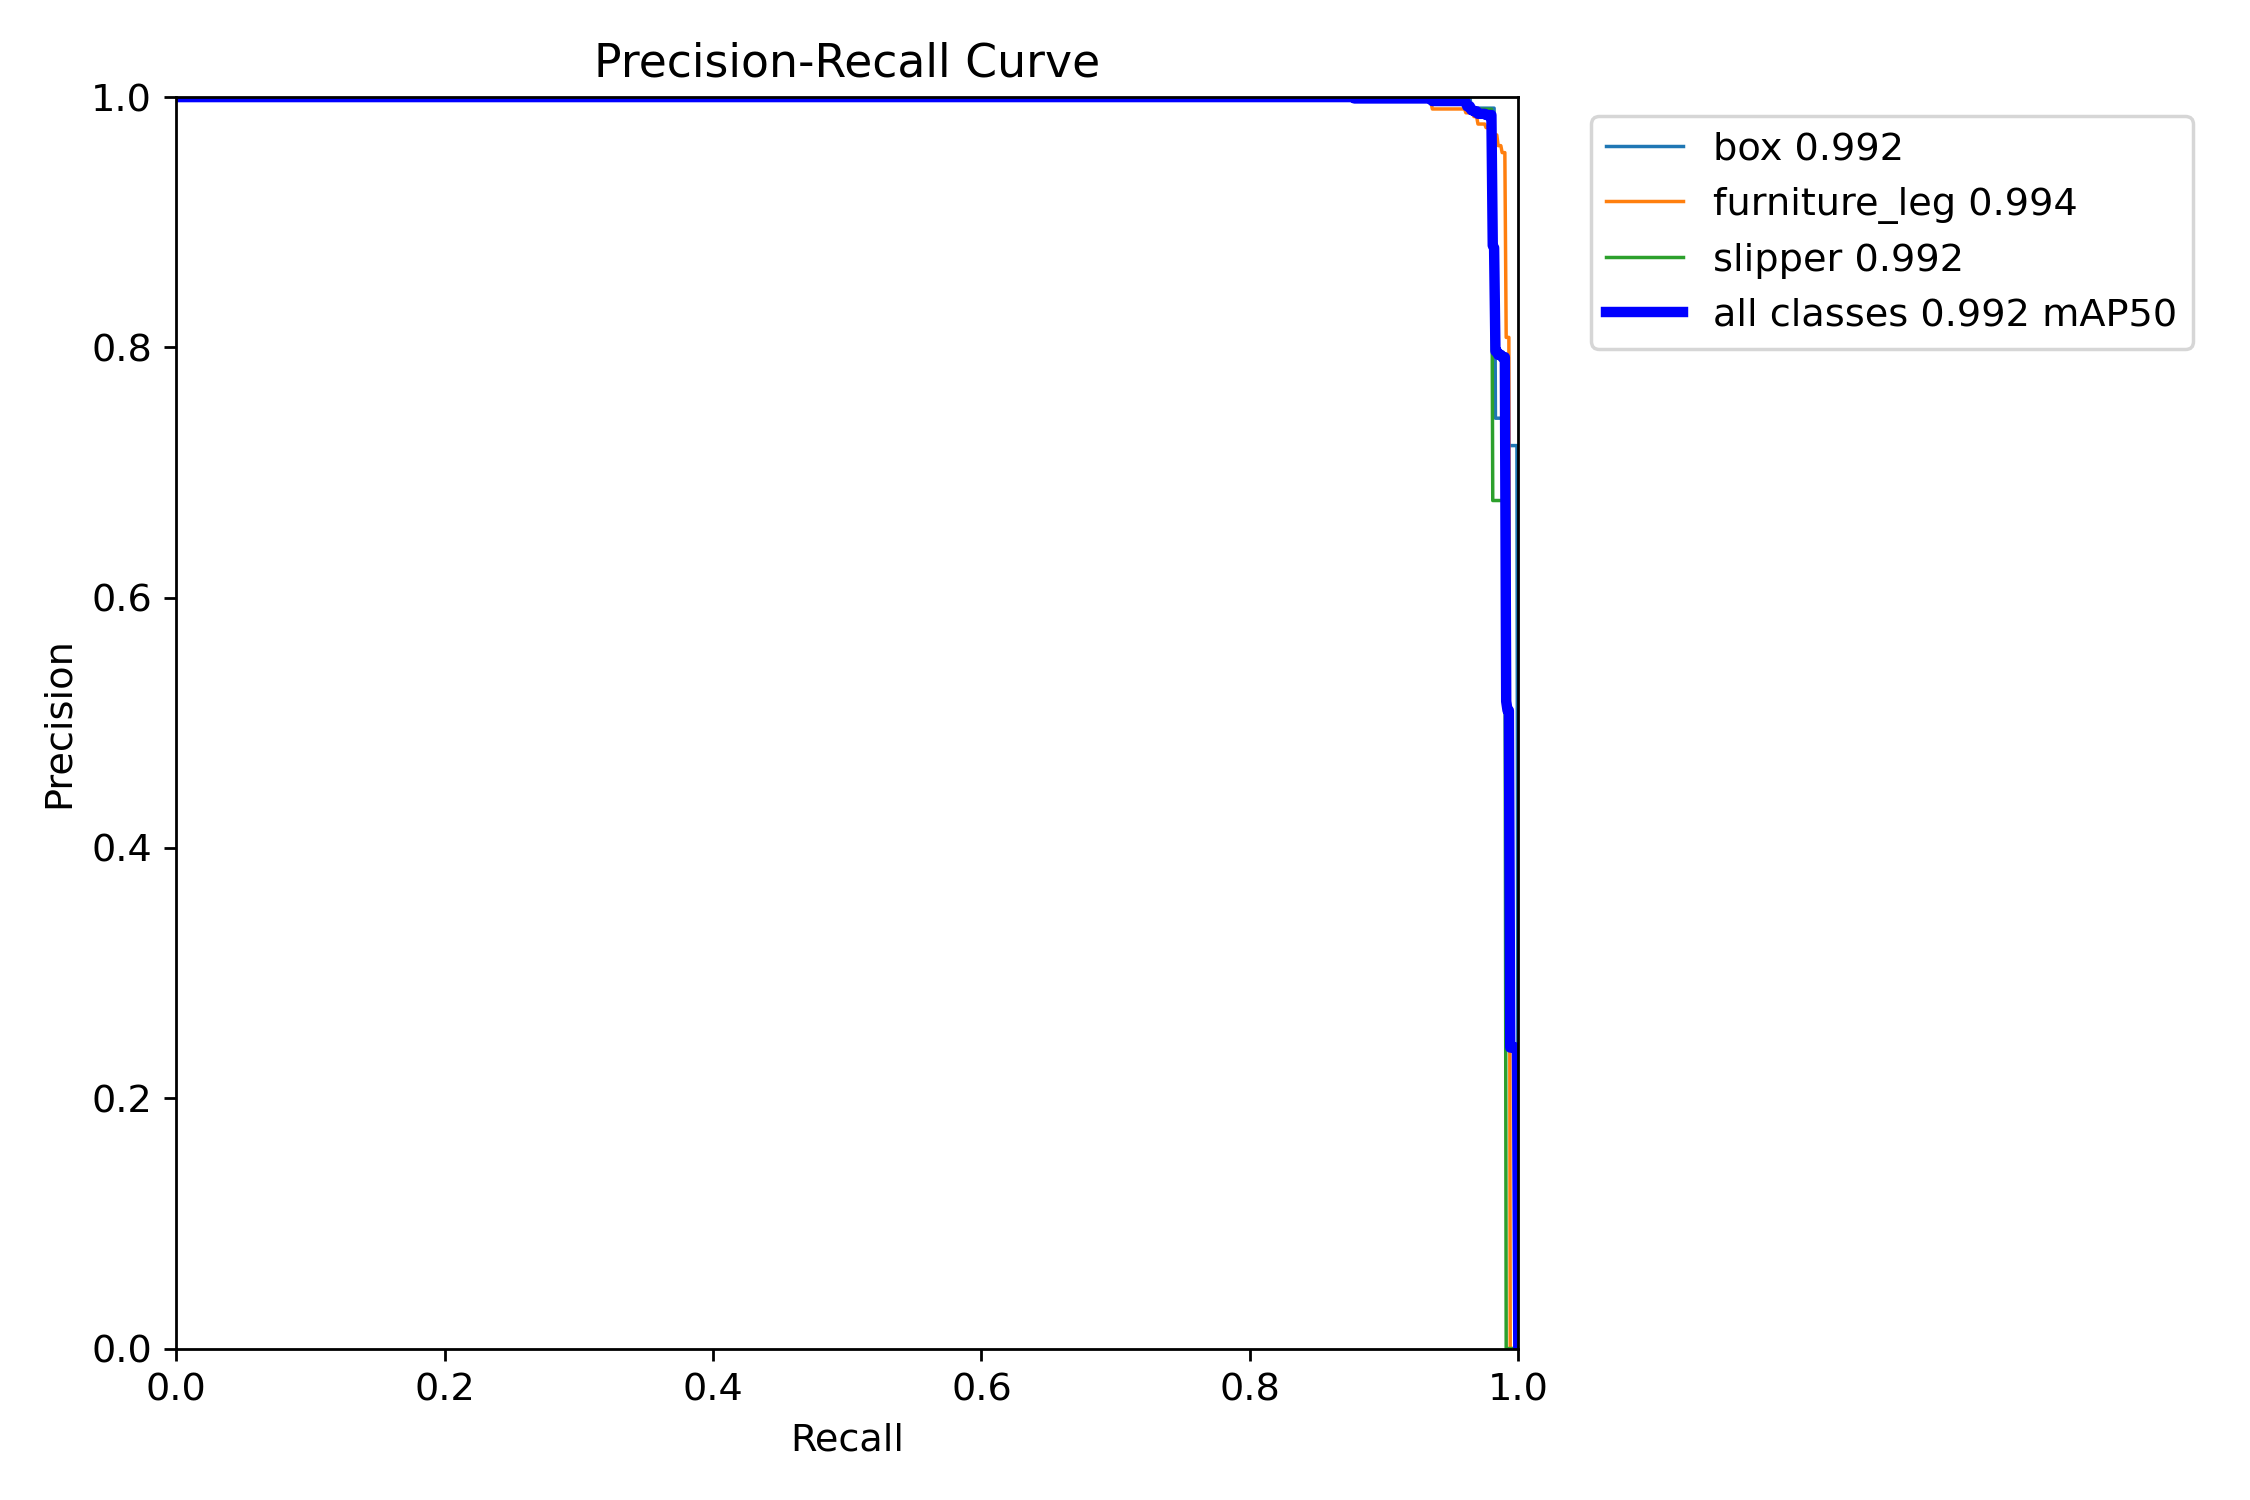 Precision-Recall Curve
1.0
0.8
0.6
0.4
0.2
0.0
Precision
0.0 0.2 0.4 0.6 0.8 1.0
Recall
box 0.992
furniture_leg 0.994
slipper 0.992
all classes 0.992 mAP50